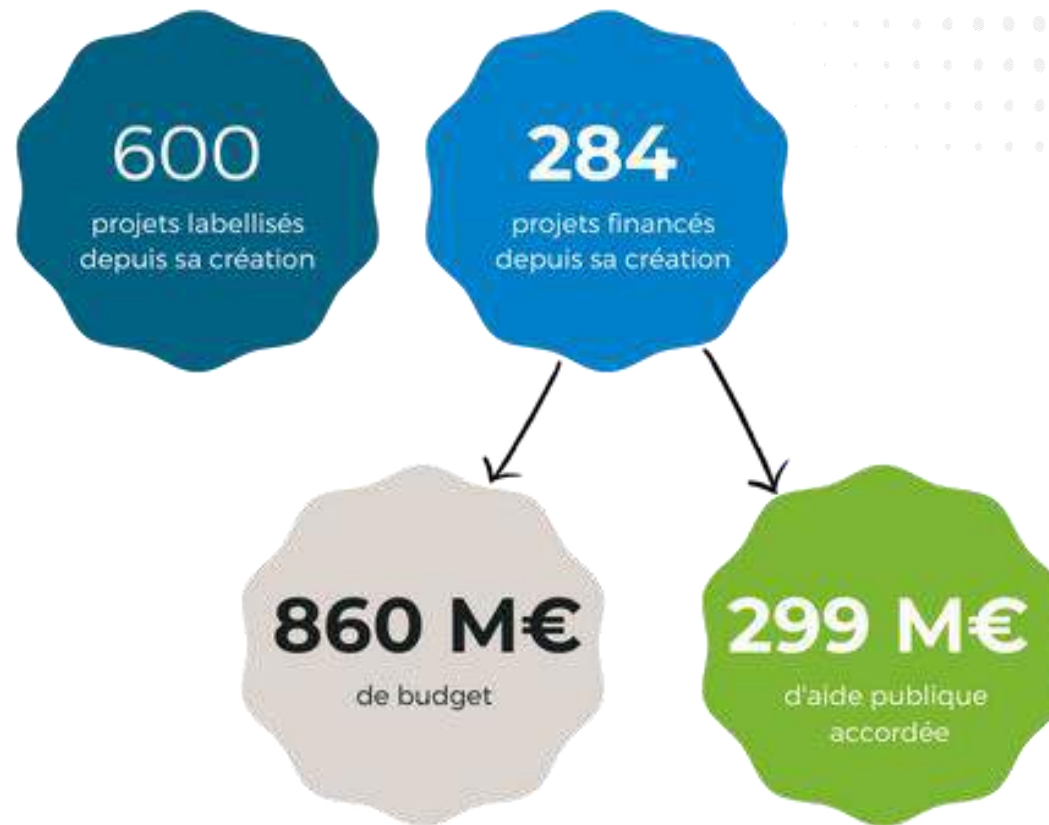 600
projets labellisés
depuis sa création
284
projets financés
depuis sa création
860 M€
de budget
299 M€
d'aide publique
accordée